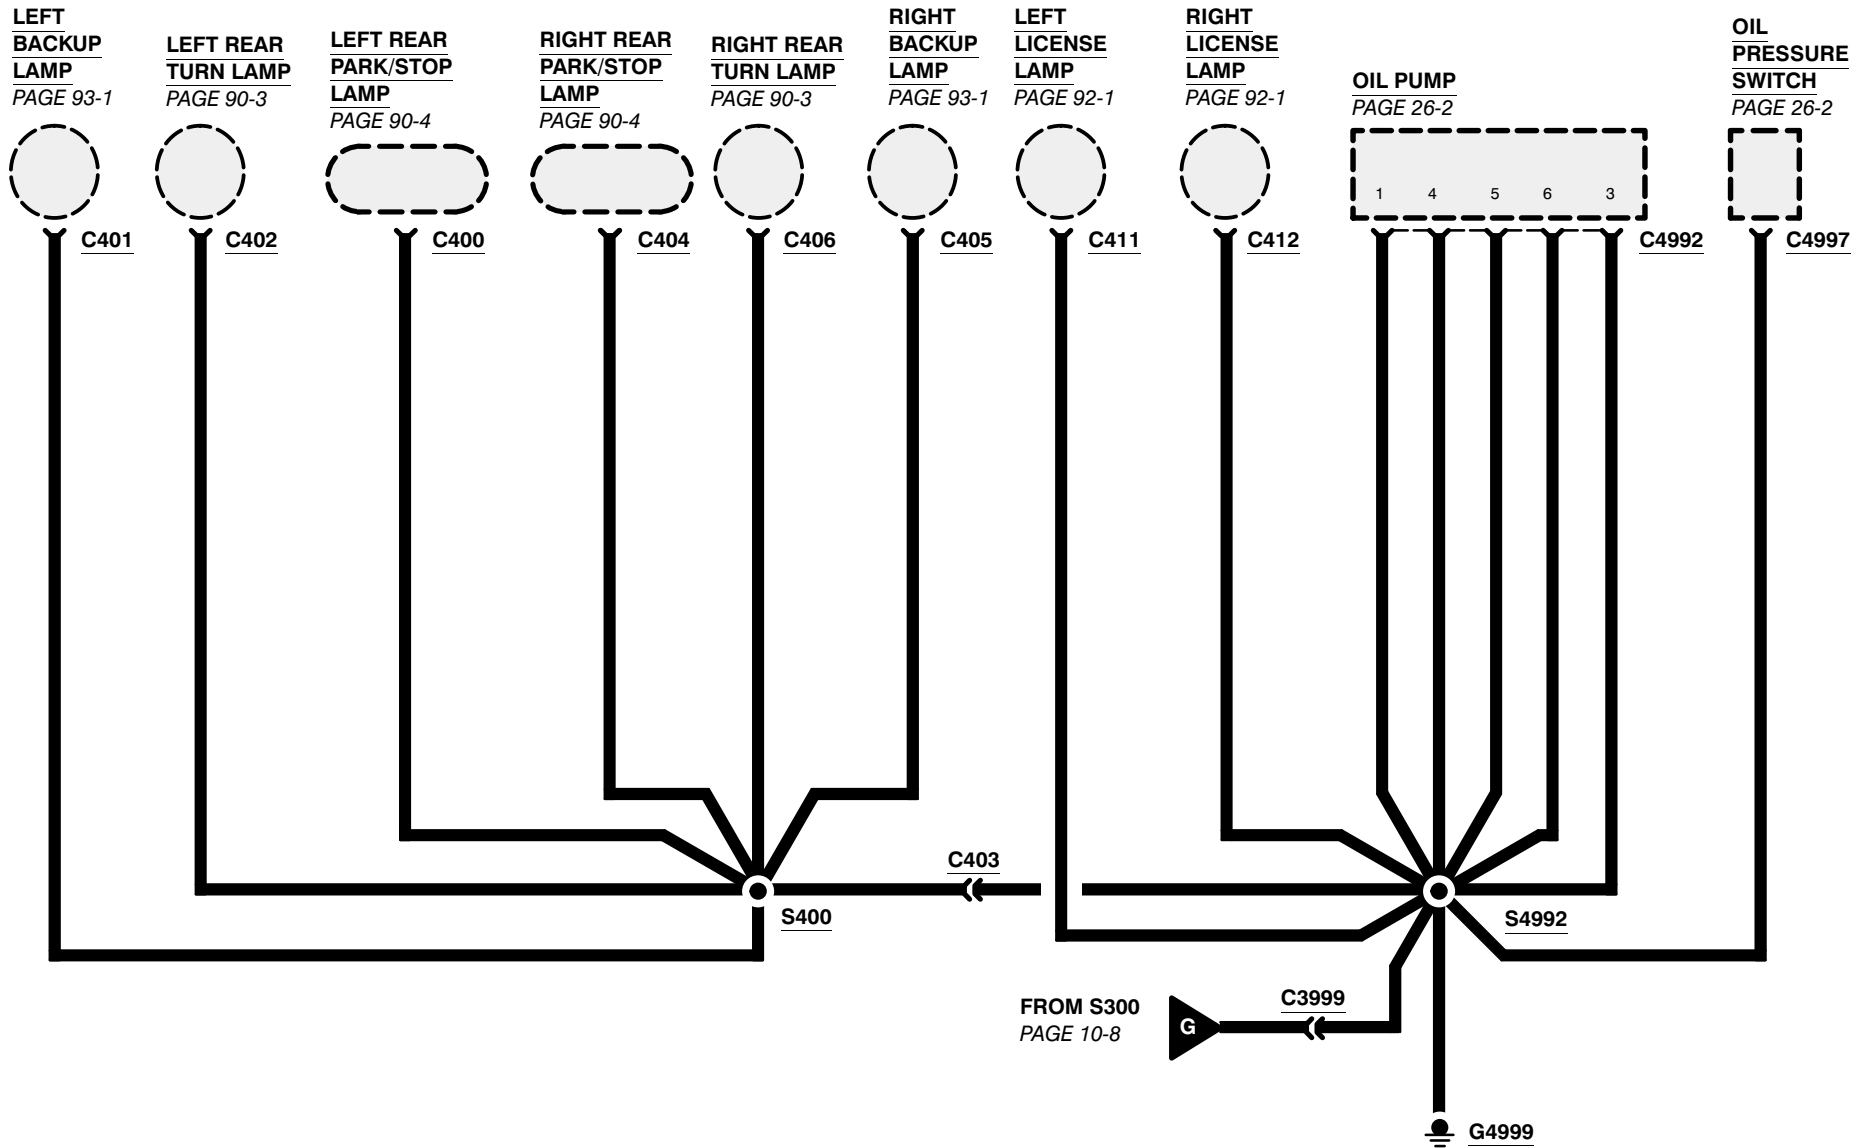 LEFT
BACKUP
LAMP
PAGE 93-1
LEFT REAR
TURN LAMP
PAGE 90-3
LEFT REAR
PARK/STOP
LAMP
PAGE 90-4
RIGHT REAR
PARK/STOP
LAMP
PAGE 90-4
RIGHT REAR
TURN LAMP
PAGE 90-3
RIGHT
BACKUP
LAMP
PAGE 93-1
LEFT
LICENSE
LAMP
PAGE 92-1
RIGHT
LICENSE
LAMP
PAGE 92-1
OIL PUMP
PAGE 26-2
OIL
PRESSURE
SWITCH
PAGE 26-2
1 4 5 6 3
C401
C402
C400
C404
C406
C405
C411
C412
C4992
C4997
C403
S400
S4992
FROM S300
PAGE 10-8
G
C3999
G4999